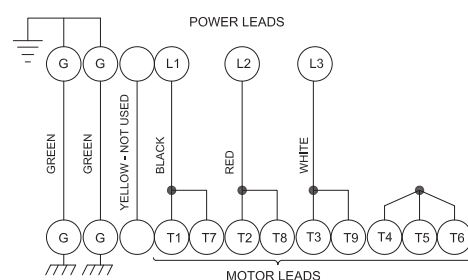 POWER LEADS
G G L1 L2 L3
GREEN
GREEN
YELLOW - NOT USED
BLACK
RED
WHITE
G G T1 T7 T2 T8 T3 T9 T4 T5 T6
MOTOR LEADS